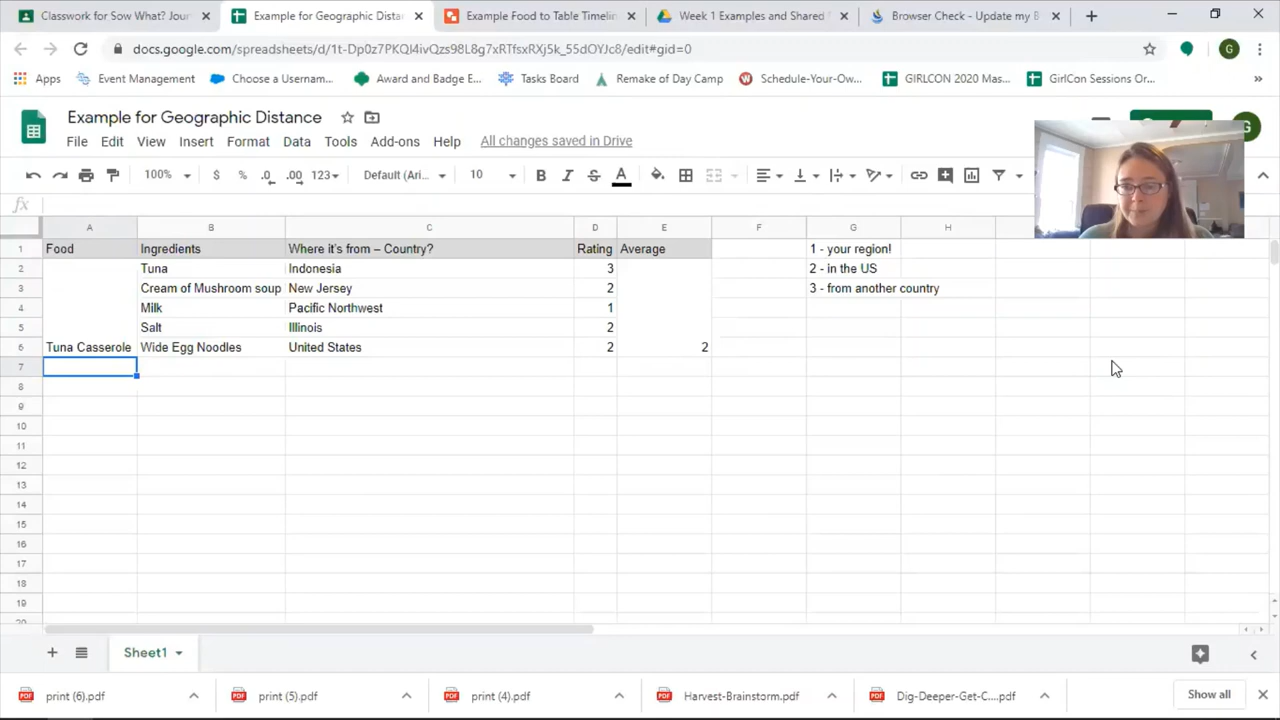 Classwork for Sow What? Jour
Example for Geographic Distance
Example Food to Table Timelin
Week 1 Examples and Shared
Browser Check - Update my B
docs.google.com/spreadsheets/d/1t-Dp0z7PKQI4ivQzs98L8g7xRTfsxRXj5k_55dOYJc8/edit#gid=0
G
Apps
Event Management
Choose a Usernam...
Award and Badge E...
Tasks Board
Remake of Day Camp
Schedule-Your-Ow...
GIRLCON 2020 Mas...
GirlCon Sessions Or...
»
Example for Geographic Distance
G
File Edit View Insert Format Data Tools Add-ons Help All changes saved in Drive
100% $ % .0 .00 123 Default (Ari... 10 B I S A
fx
A B C D E F G H
1 Food Ingredients Where it's from – Country? Rating Average 1 - your region!
2 Tuna Indonesia 3 2 - in the US
3 Cream of Mushroom soup New Jersey 2 3 - from another country
4 Milk Pacific Northwest 1
5 Salt Illinois 2
6 Tuna Casserole Wide Egg Noodles United States 2 2
7
8
9
10
11
12
13
14
15
16
17
18
19
Sheet1
print (6).pdf
print (5).pdf
print (4).pdf
Harvest-Brainstorm.pdf
Dig-Deeper-Get-C....pdf
Show all